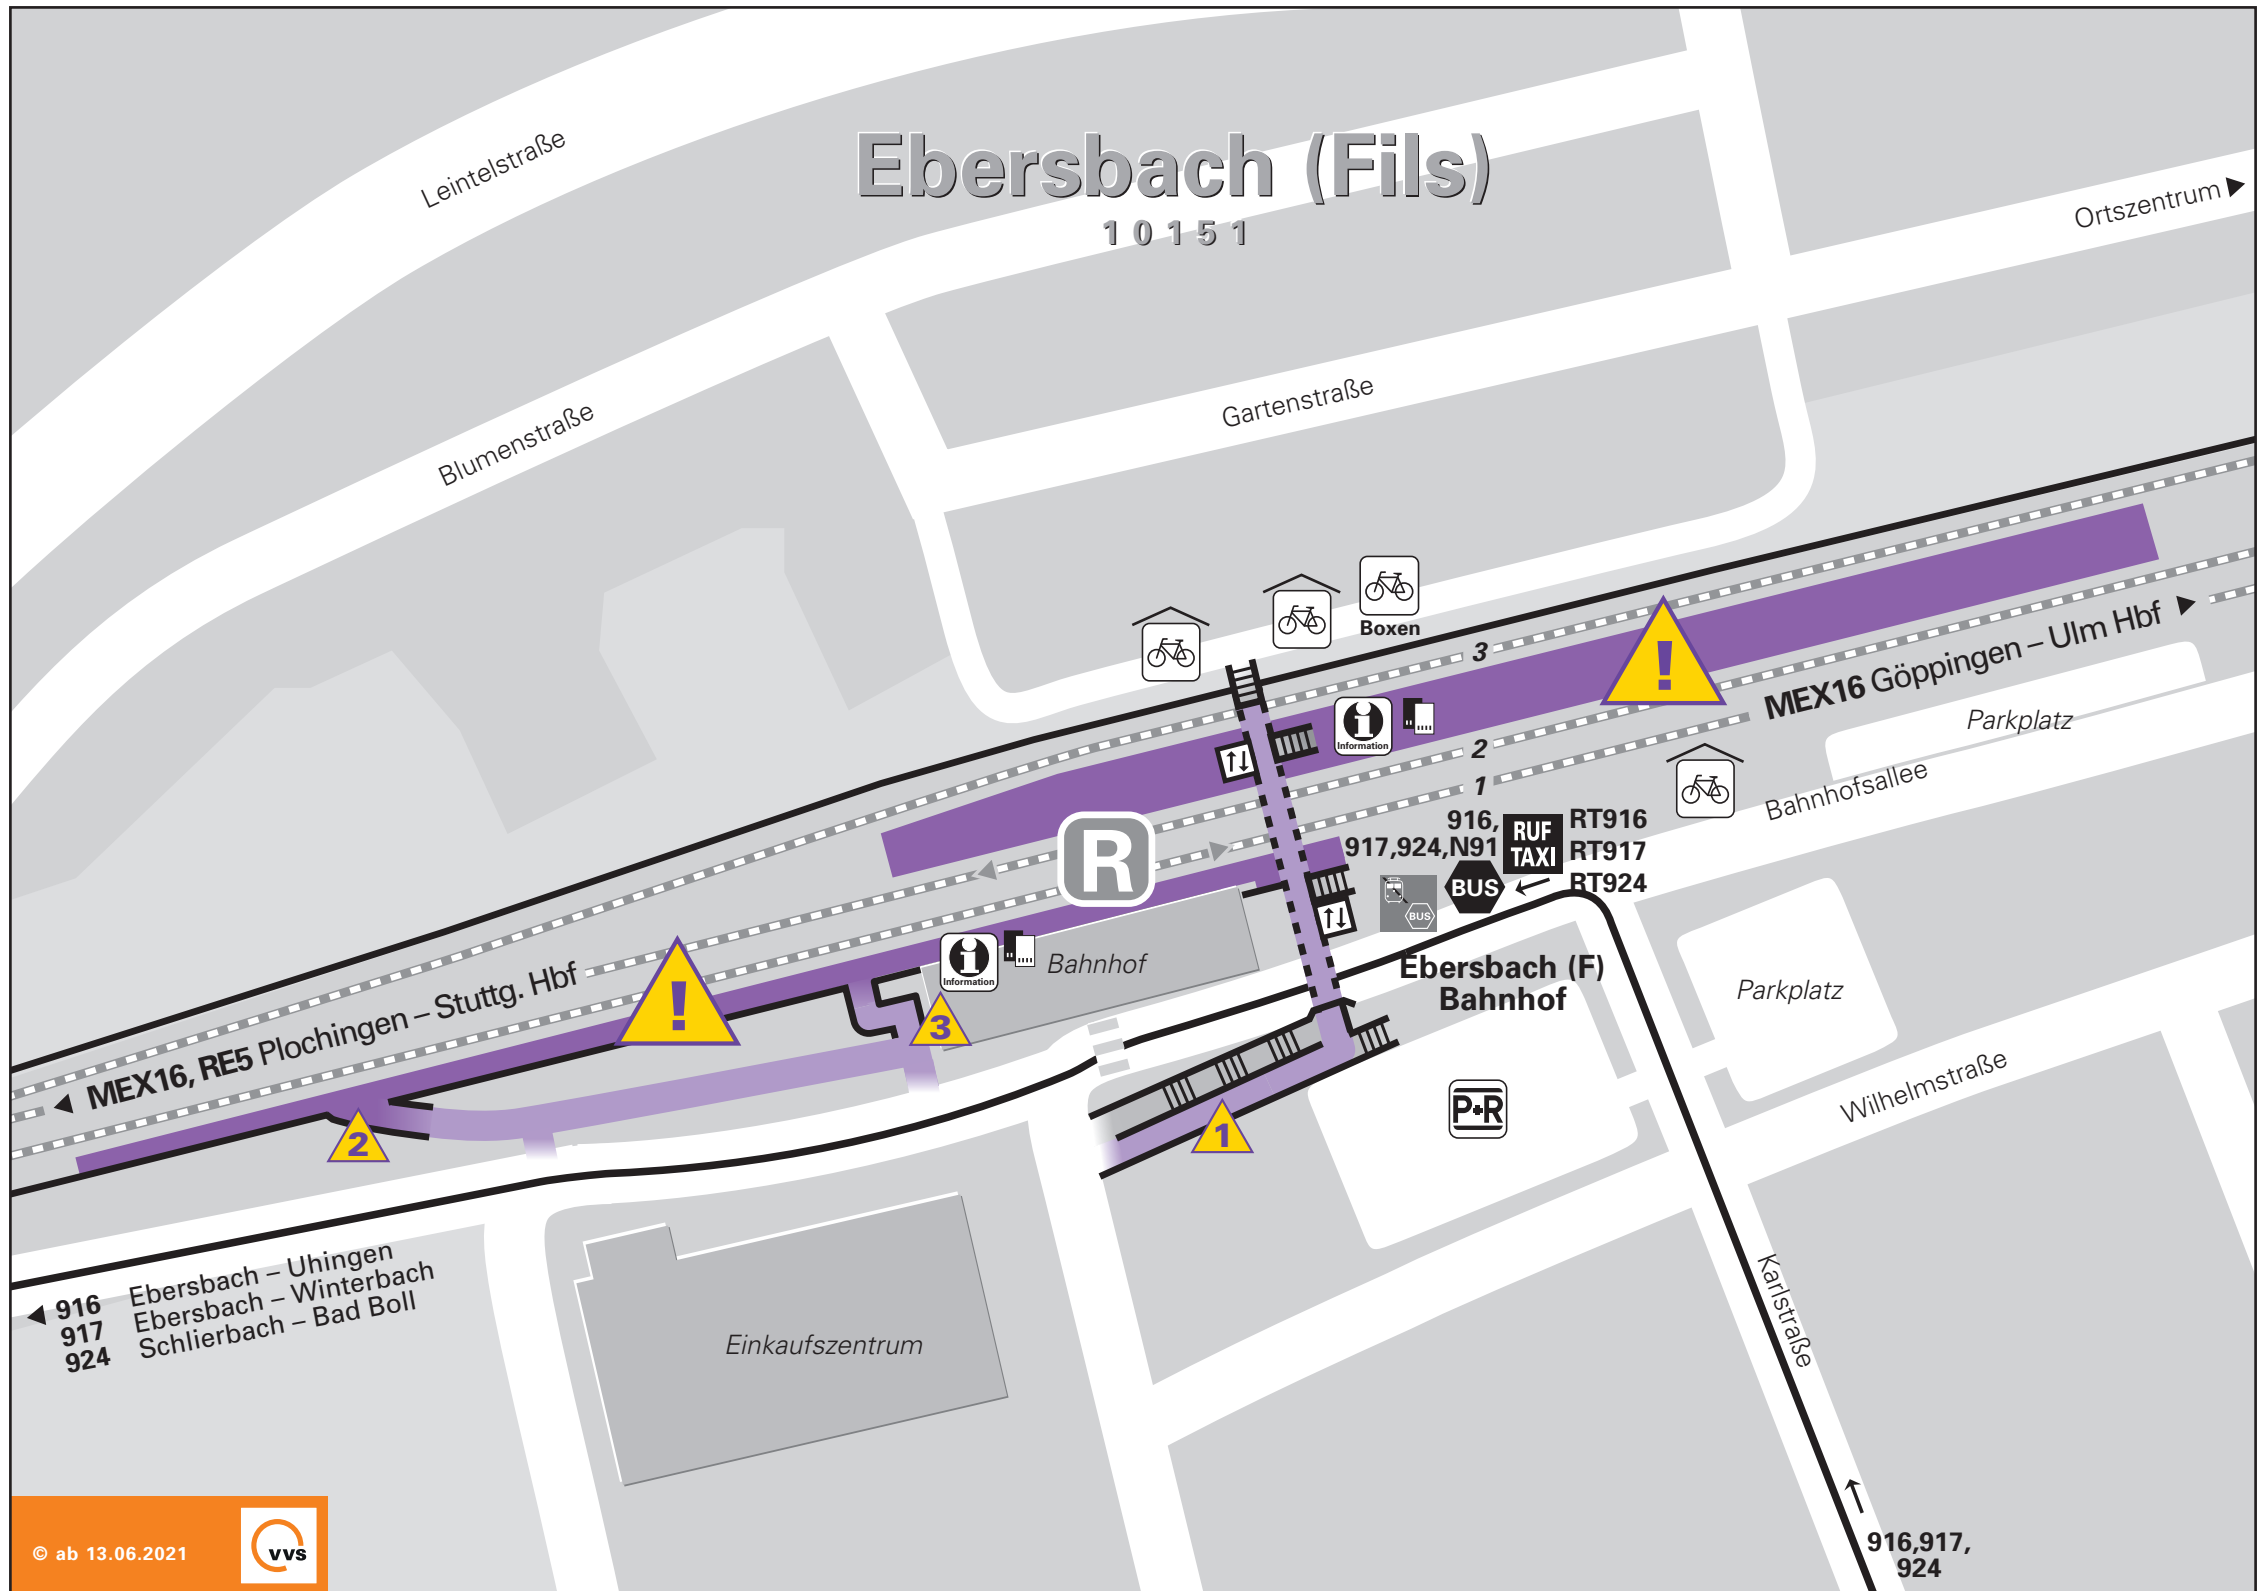 Ebersbach (Fils)
10151
Leintelstraße
Ortszentrum
Blumenstraße
Gartenstraße
Boxen
3
MEX16 Göppingen – Ulm Hbf
Information
2
1
Parkplatz
Bahnhofsallee
R
916,
917,924,N91
RUF
TAXI
RT916
RT917
RT924
BUS
BUS
!
Bahnhof
Information
3
Ebersbach (F)
Bahnhof
Parkplatz
!
MEX16, RE5 Plochingen – Stuttg. Hbf
2
1
P+R
Wilhelmstraße
916 Ebersbach – Uhingen
917 Ebersbach – Winterbach
924 Schlierbach – Bad Boll
Einkaufszentrum
Karlstraße
916,917,
924
© ab 13.06.2021
VVS